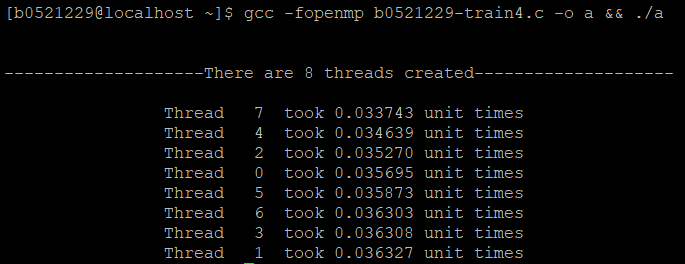 [b0521229@localhost ~]$ gcc -fopenmp b0521229-train4.c -o a && ./a
--------------------There are 8 threads created--------------------
Thread   7  took 0.033743 unit times
Thread   4  took 0.034639 unit times
Thread   2  took 0.035270 unit times
Thread   0  took 0.035695 unit times
Thread   5  took 0.035873 unit times
Thread   6  took 0.036303 unit times
Thread   3  took 0.036308 unit times
Thread   1  took 0.036327 unit times